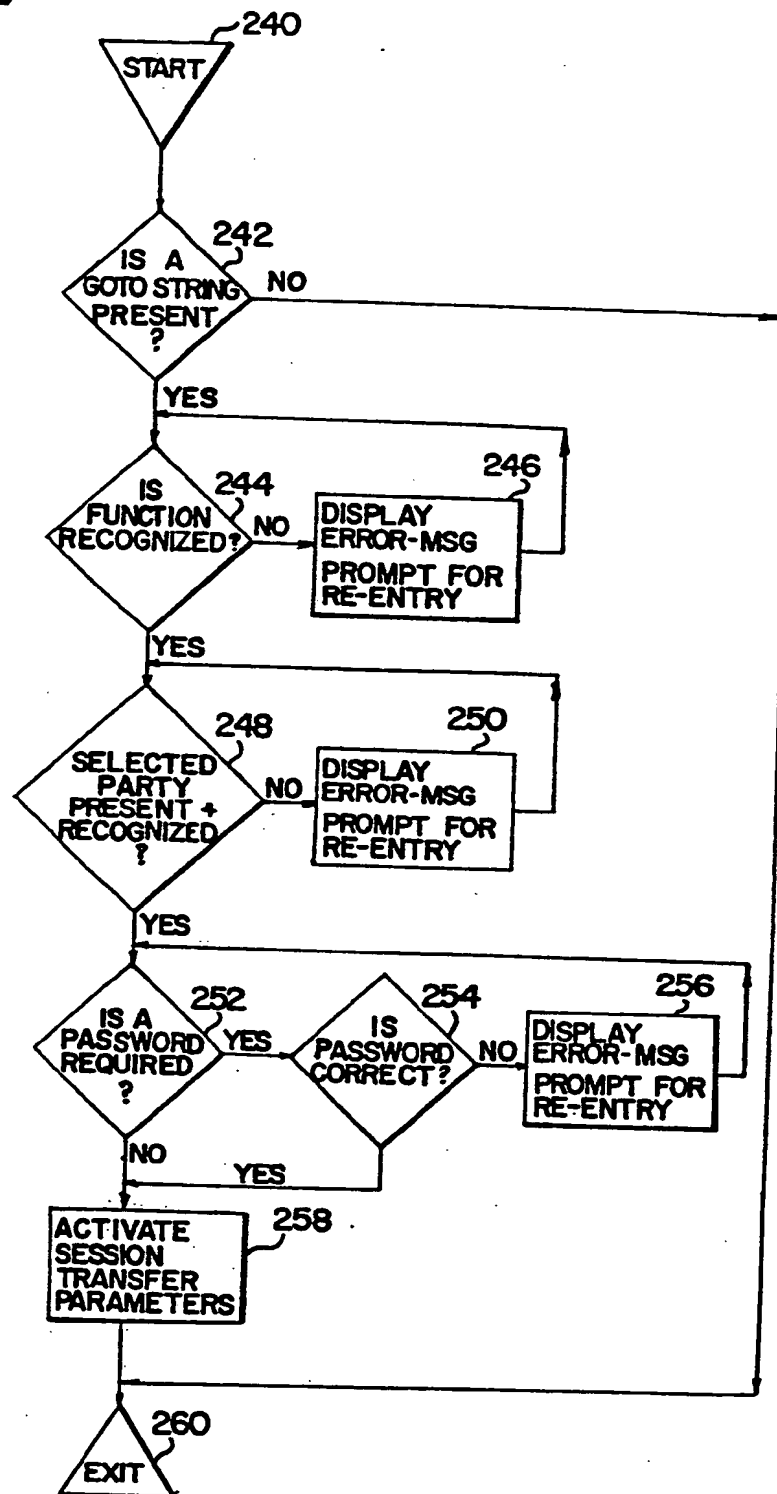 240
START
242
IS A
GOTO STRING
PRESENT
?
NO
YES
244
IS
FUNCTION
RECOGNIZED?
NO
246
DISPLAY
ERROR-MSG
PROMPT FOR
RE-ENTRY
YES
248
SELECTED
PARTY
PRESENT +
RECOGNIZED
?
NO
250
DISPLAY
ERROR-MSG
PROMPT FOR
RE-ENTRY
YES
252
IS A
PASSWORD
REQUIRED
?
YES
254
IS
PASSWORD
CORRECT?
NO
256
DISPLAY
ERROR-MSG
PROMPT FOR
RE-ENTRY
NO
YES
258
ACTIVATE
SESSION
TRANSFER
PARAMETERS
260
EXIT